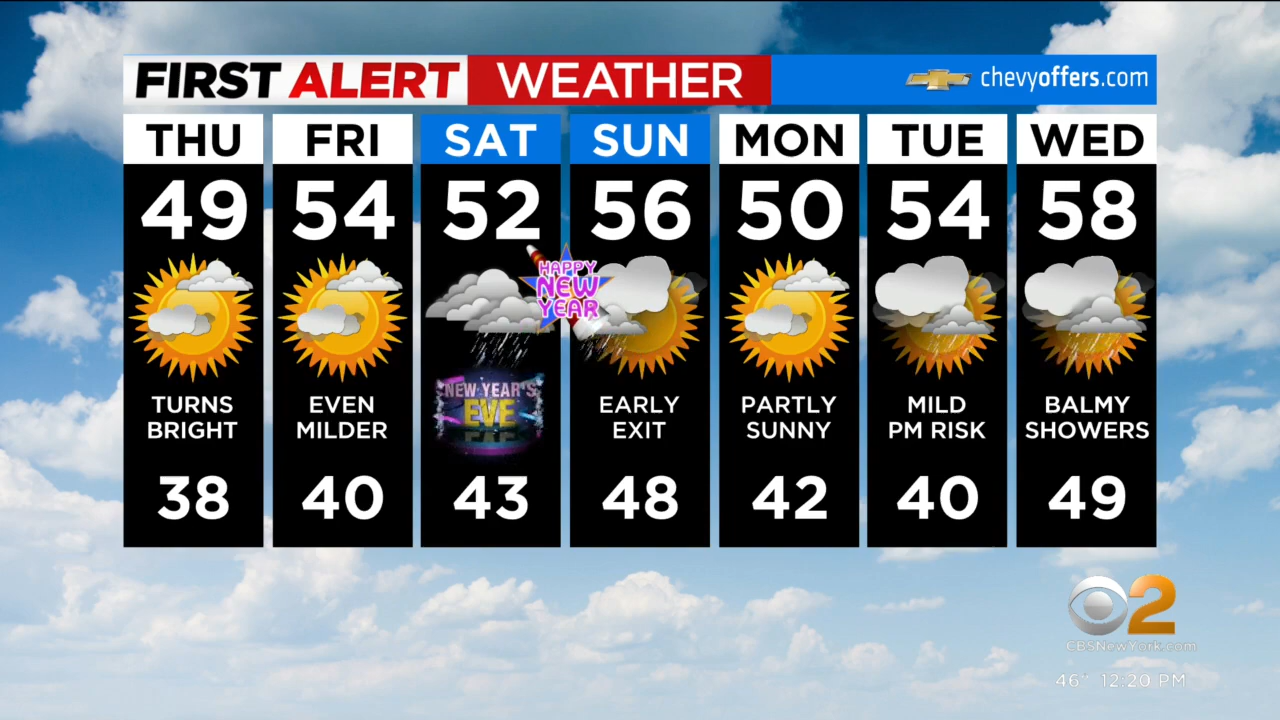 FIRST ALERT WEATHER
chevyoffers.com
THU FRI SAT SUN MON TUE WED
49 54 52 56 50 54 58
HAPPY
NEW
YEAR
NEW YEAR'S
EVE
TURNS
BRIGHT
EVEN
MILDER
EARLY
EXIT
PARTLY
SUNNY
MILD
PM RISK
BALMY
SHOWERS
38 40 43 48 42 40 49
2
CBSNewYork.com
46° 12:20 PM